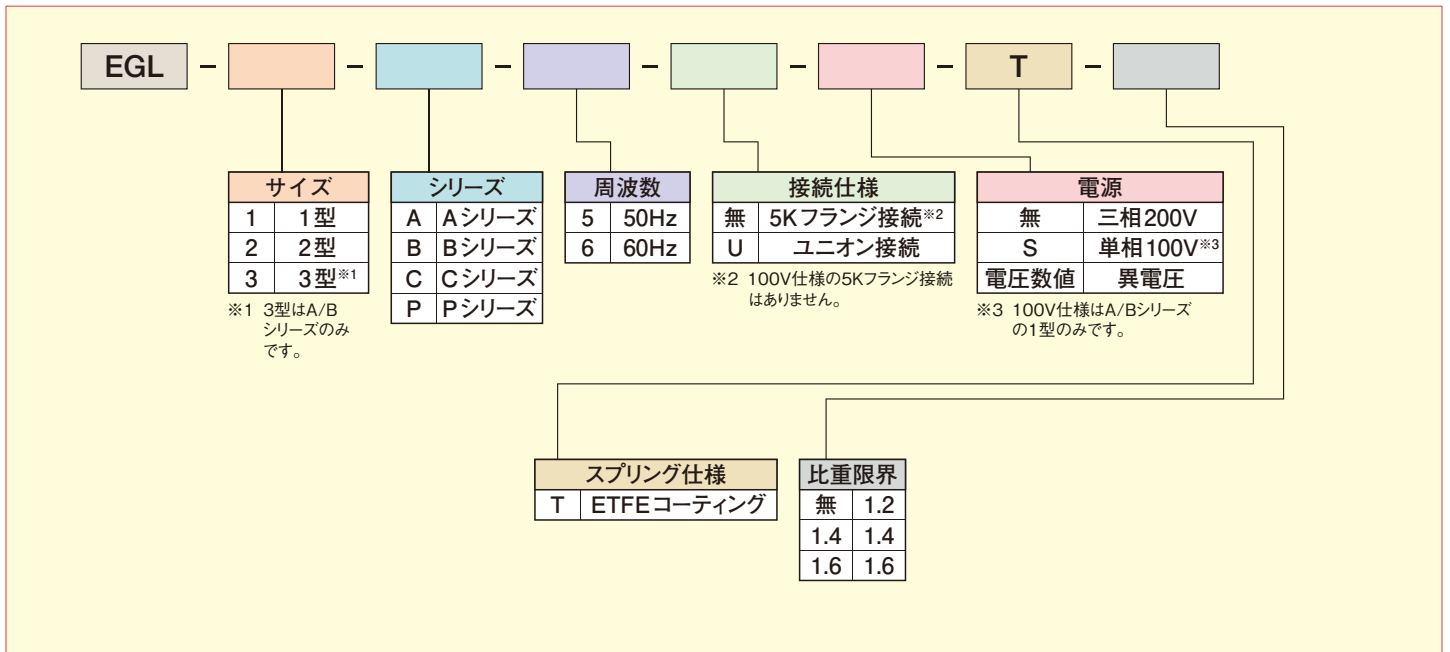 EGL - - - - - - T -
サイズ
1 1型
2 2型
3 3型※1
※1 3型はA/B
シリーズのみ
です。
シリーズ
A Aシリーズ
B Bシリーズ
C Cシリーズ
P Pシリーズ
周波数
5 50Hz
6 60Hz
接続仕様
無 5Kフランジ接続※2
U ユニオン接続
※2 100V仕様の5Kフランジ接続
はありません。
電源
無 三相200V
S 単相100V※3
電圧数値 異電圧
※3 100V仕様はA/Bシリーズ
の1型のみです。
スプリング仕様
T ETFEコーティング
比重限界
無 1.2
1.4 1.4
1.6 1.6